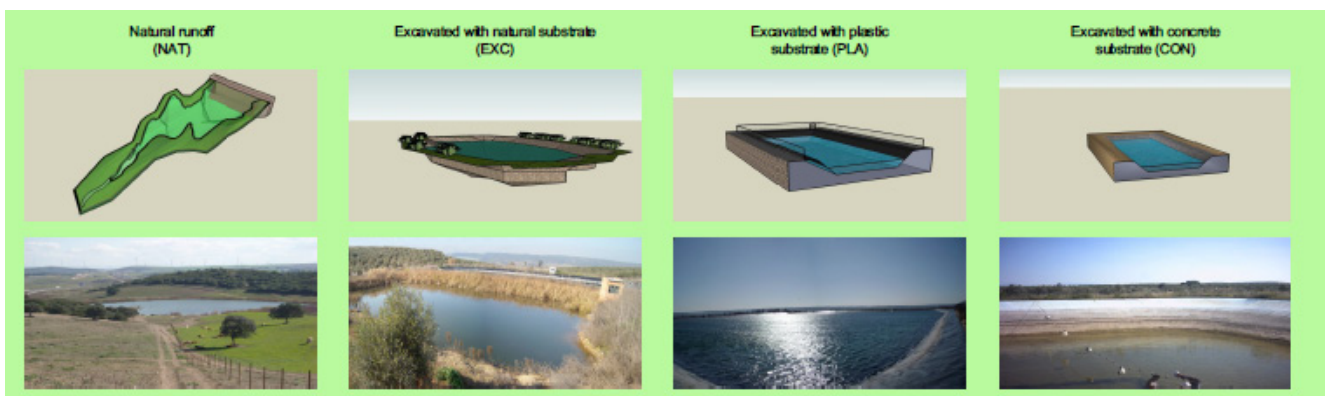 Natural runoff
(NAT)
Excavated with natural substrate
(EXC)
Excavated with plastic
substrate (PLA)
Excavated with concrete
substrate (CON)